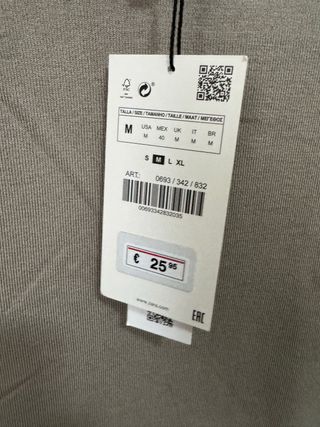 TALLA / SIZE / TAMANHO / TAILLE / MAAT / ΜΕΓΕΘΟΣ
M USA MEX UK IT BR
M 40 M M M
S M L XL
ART: 0693 / 342 / 832
00693342832035
€ 25 95
www.zara.com
EAC